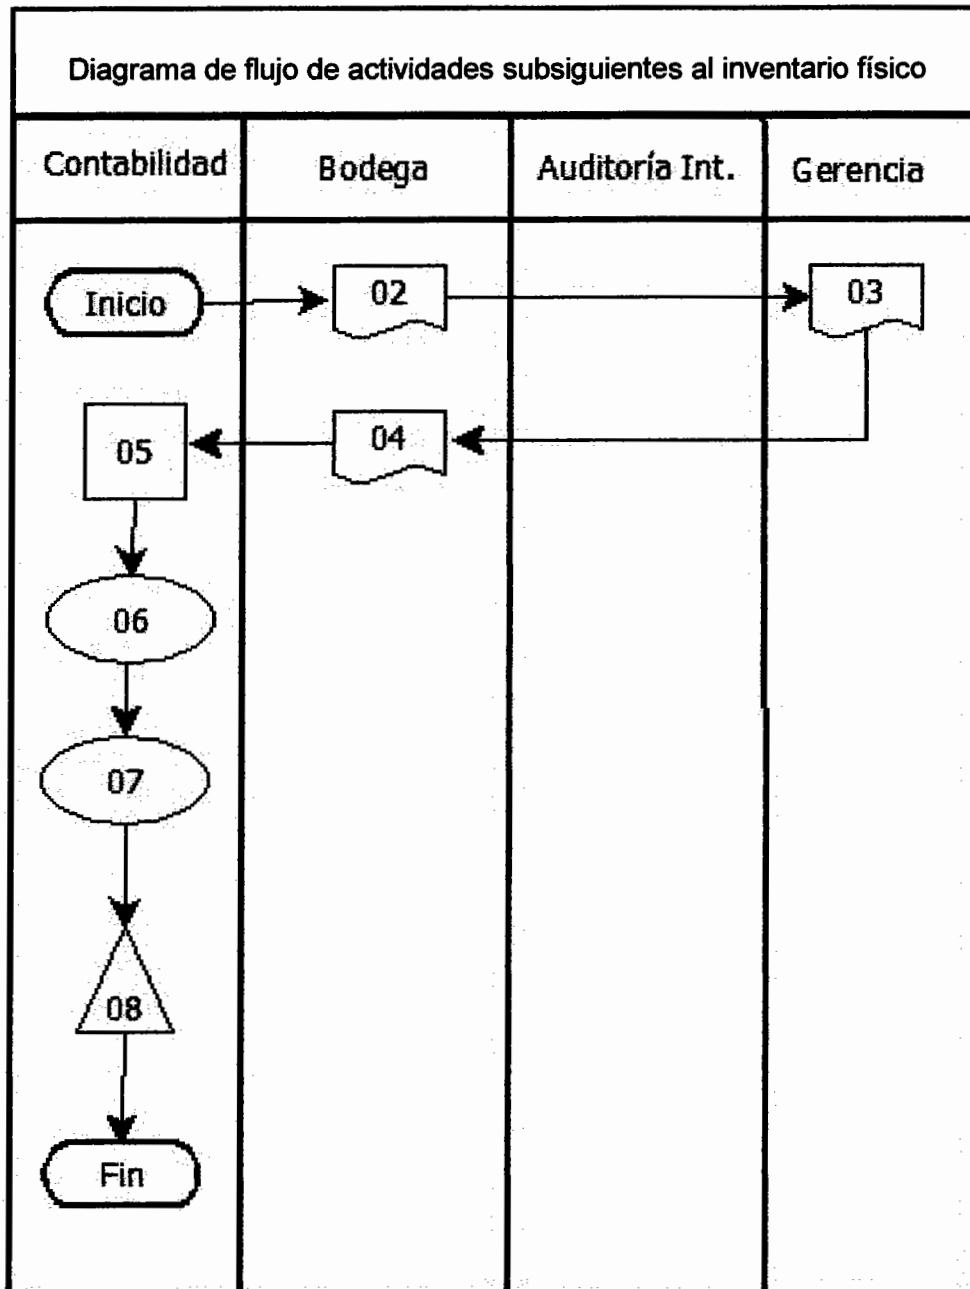 Diagrama de flujo de actividades subsiguientes al inventario físico
Contabilidad Bodega Auditoría Int. Gerencia
Inicio 02 03
05 04
06
07
08
Fin